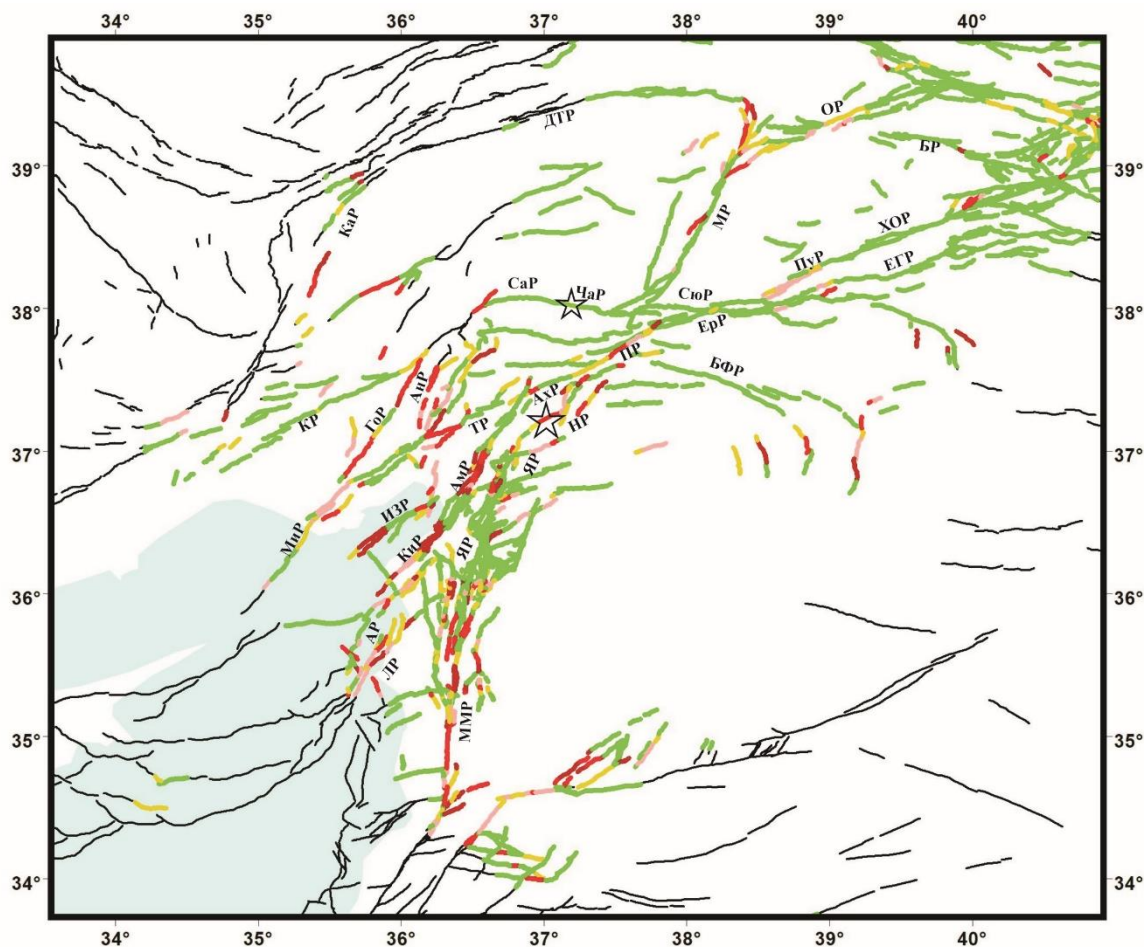 34° 35° 36° 37° 38° 39° 40°
ОР
ДТР
БР
39° 39°
КаР
МР
ХОР
ПуР
ЕГР
СаР
ЧаР
СюР
38° 38°
ЕрР
ПР
БФР
АнР
АхР
ГоР
КР
ТР
НР
37° 37°
ЯР
АмР
ИЗР
МиР
КиР
ЯР
36° 36°
АР
ЛР
ММР
35° 35°
34° 34°
34° 35° 36° 37° 38° 39° 40°